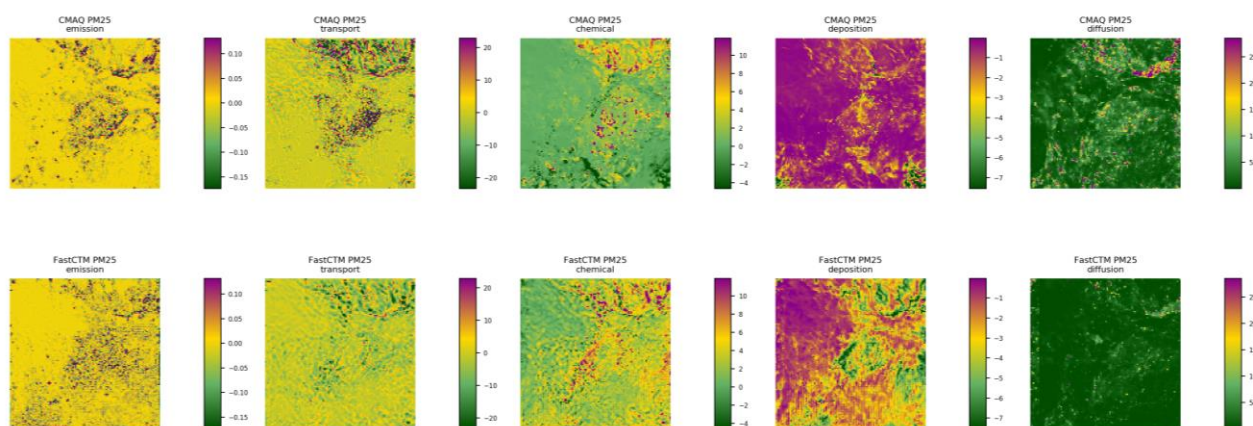 CMAQ PM25
emission
0.10
0.05
0.00
−0.05
−0.10
−0.15
CMAQ PM25
transport
20
10
0
−10
−20
CMAQ PM25
chemical
10
8
6
4
2
0
−2
−4
CMAQ PM25
deposition
−1
−2
−3
−4
−5
−6
−7
CMAQ PM25
diffusion
FastCTM PM25
emission
0.10
0.05
0.00
−0.05
−0.10
−0.15
FastCTM PM25
transport
20
10
0
−10
−20
FastCTM PM25
chemical
10
8
6
4
2
0
−2
−4
FastCTM PM25
deposition
−1
−2
−3
−4
−5
−6
−7
FastCTM PM25
diffusion